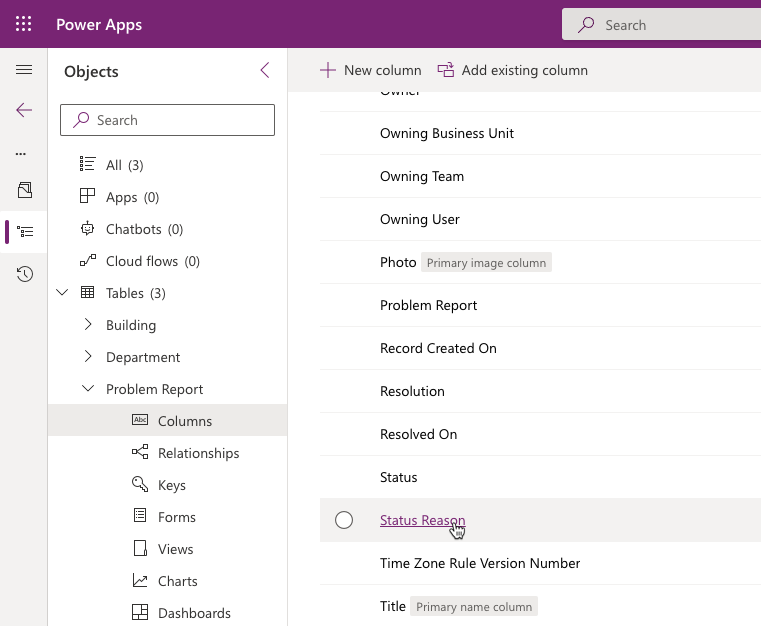 Power Apps
Search
Objects
New column
Add existing column
Search
All (3)
Apps (0)
Chatbots (0)
Cloud flows (0)
Tables (3)
Building
Department
Problem Report
Abc Columns
Relationships
Keys
Forms
Views
Charts
Dashboards
Owner
Owning Business Unit
Owning Team
Owning User
Photo Primary image column
Problem Report
Record Created On
Resolution
Resolved On
Status
Status Reason
Time Zone Rule Version Number
Title Primary name column